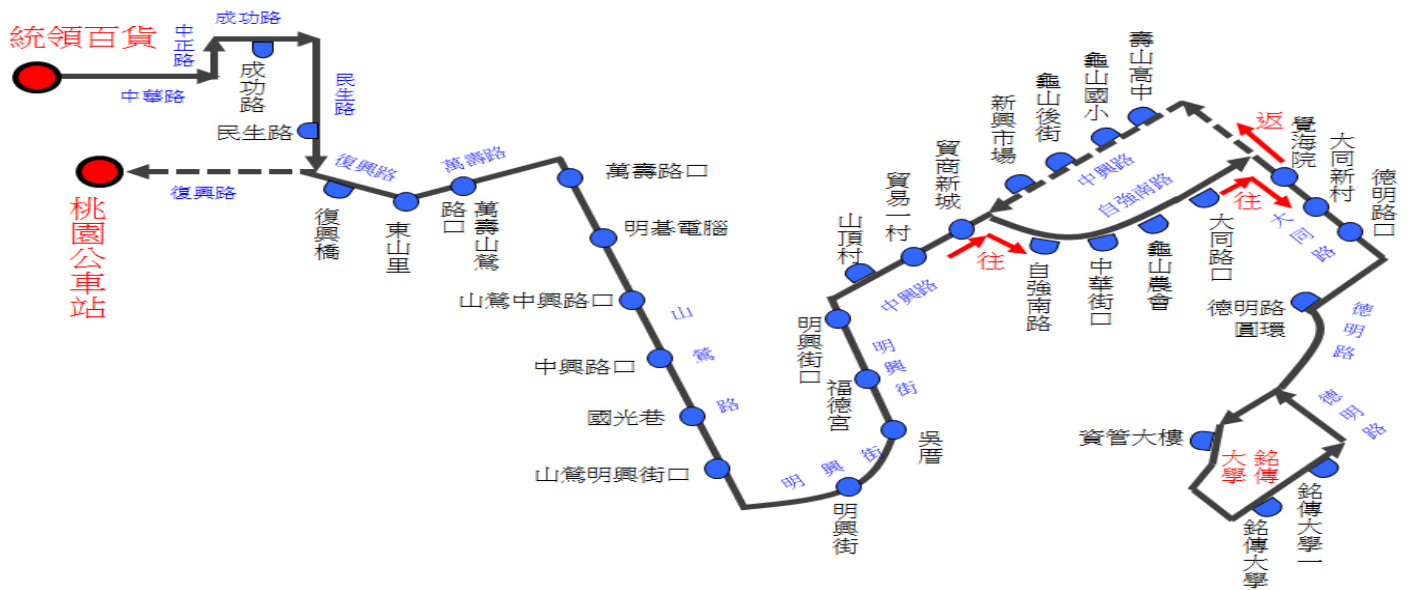 統領百貨
中華路
中正路
成功路
成功路
民生路
民生路
復興路
桃園公車站
復興路
復興橋
東山里
萬壽路
萬壽山鶯
路口
萬壽路口
明碁電腦
山鶯中興路口
中興路口
國光巷
山鶯明興街口
山鶯路
明興街
明興街
吳厝
福德宮
明興街
明興街口
山頂村
中興路
貿易一村
貿商新城
往
新興市場
龜山後街
龜山國小
壽山高中
中興路
自強南路
自強南路
中華街口
龜山農會
大同路口
往
返
覺海院
大同新村
德明路口
大同路
德明路
圓環
德明路
德明路
資管大樓
銘傳
大學
銘傳大學一
銘傳大學